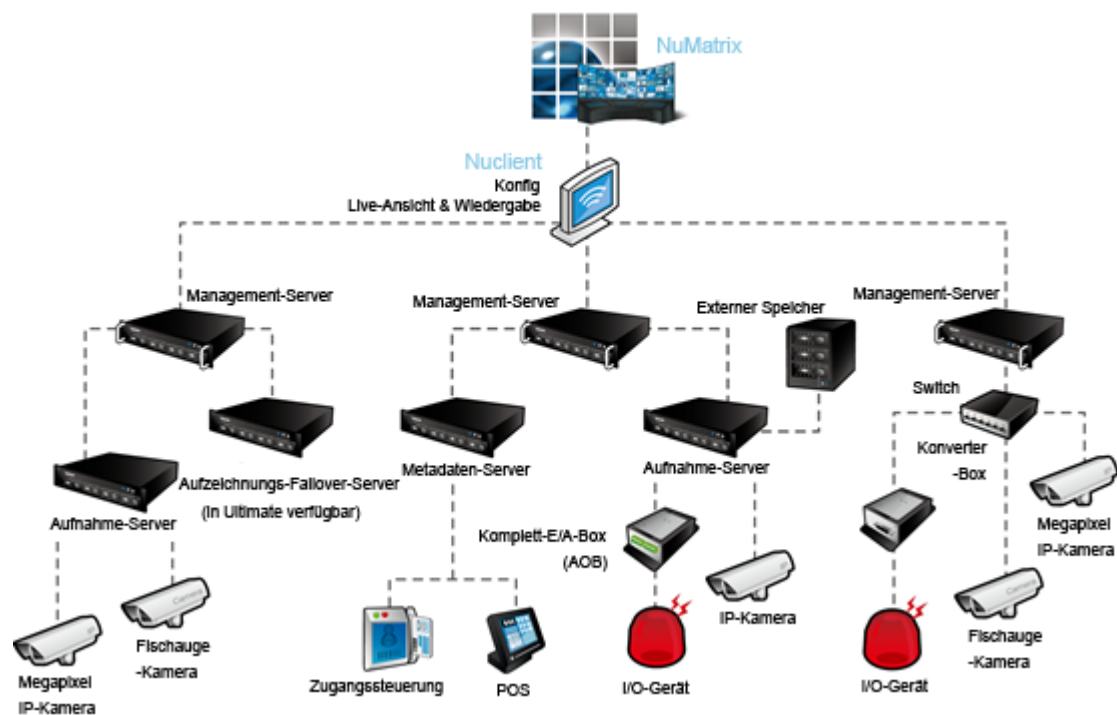 NuMatrix
Nuclient
Konfig
Live-Ansicht & Wiedergabe
Management-Server
Management-Server
Externer Speicher
Management-Server
Switch
Konverter
-Box
Metadaten-Server
Aufnahme-Server
Aufzeichnungs-Failover-Server
(In Ultimate verfügbar)
Aufnahme-Server
Megapixel
IP-Kamera
Komplett-E/A-Box
(AOB)
IP-Kamera
Fischauge
-Kamera
Fischauge
-Kamera
Megapixel
IP-Kamera
Zugangssteuerung
POS
I/O-Gerät
I/O-Gerät